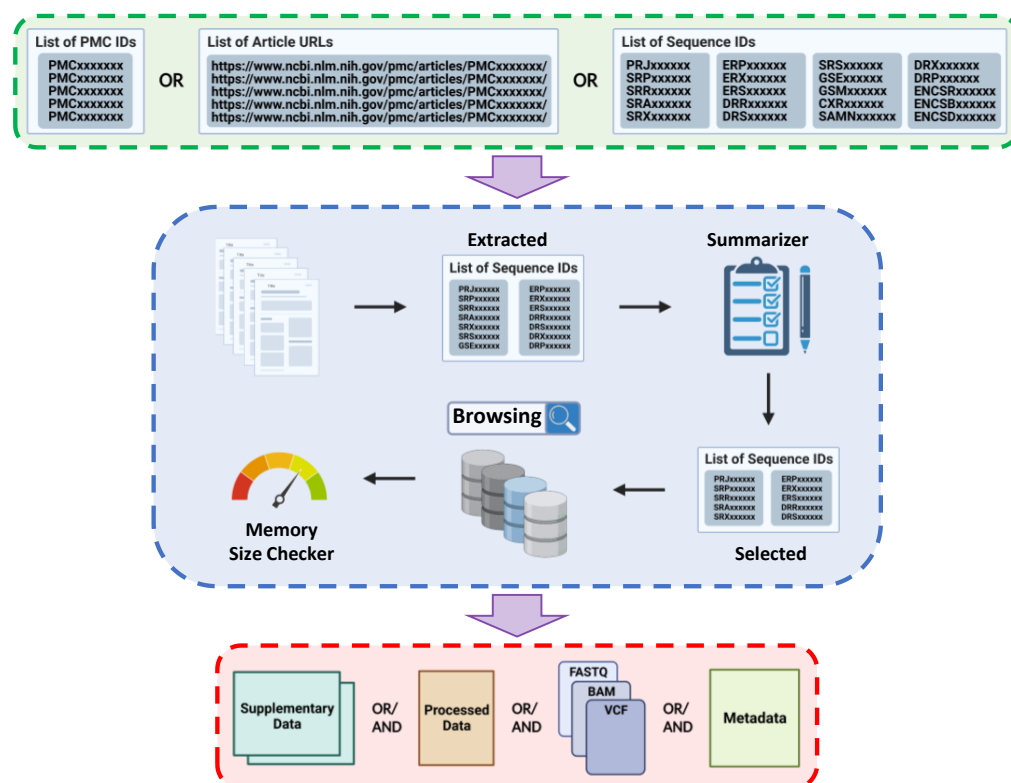 List of PMC IDs
PMCxxxxxxx
PMCxxxxxxx
PMCxxxxxxx
PMCxxxxxxx
PMCxxxxxxx
OR
List of Article URLs
https://www.ncbi.nlm.nih.gov/pmc/articles/PMCxxxxxxx/
https://www.ncbi.nlm.nih.gov/pmc/articles/PMCxxxxxxx/
https://www.ncbi.nlm.nih.gov/pmc/articles/PMCxxxxxxx/
https://www.ncbi.nlm.nih.gov/pmc/articles/PMCxxxxxxx/
https://www.ncbi.nlm.nih.gov/pmc/articles/PMCxxxxxxx/
OR
List of Sequence IDs
PRJxxxxxx
SRPxxxxxx
SRRxxxxxx
SRAxxxxxx
SRXxxxxxx
ERPxxxxxx
ERXxxxxxx
ERSxxxxxx
DRRxxxxxx
DRSxxxxxx
SRSxxxxxx
GSExxxxxx
GSMxxxxxx
CXRxxxxxx
SAMNxxxxxx
DRXxxxxxx
DRPxxxxxx
ENCSRxxxxxx
ENCSBxxxxxx
ENCSDxxxxxx
Title
Title
Title
Title
Title
Extracted
List of Sequence IDs
PRJxxxxxx
SRPxxxxxx
SRRxxxxxx
SRAxxxxxx
SRXxxxxxx
SRSxxxxxx
GSExxxxxx
ERPxxxxxx
ERXxxxxxx
ERSxxxxxx
DRRxxxxxx
DRSxxxxxx
DRXxxxxxx
DRPxxxxxx
Summarizer
List of Sequence IDs
PRJxxxxxx
SRPxxxxxx
SRRxxxxxx
SRAxxxxxx
SRXxxxxxx
ERPxxxxxx
ERXxxxxxx
ERSxxxxxx
DRRxxxxxx
DRSxxxxxx
Selected
Browsing
Memory
Size Checker
Supplementary
Data
OR/
AND
Processed
Data
OR/
AND
FASTQ
BAM
VCF
OR/
AND
Metadata